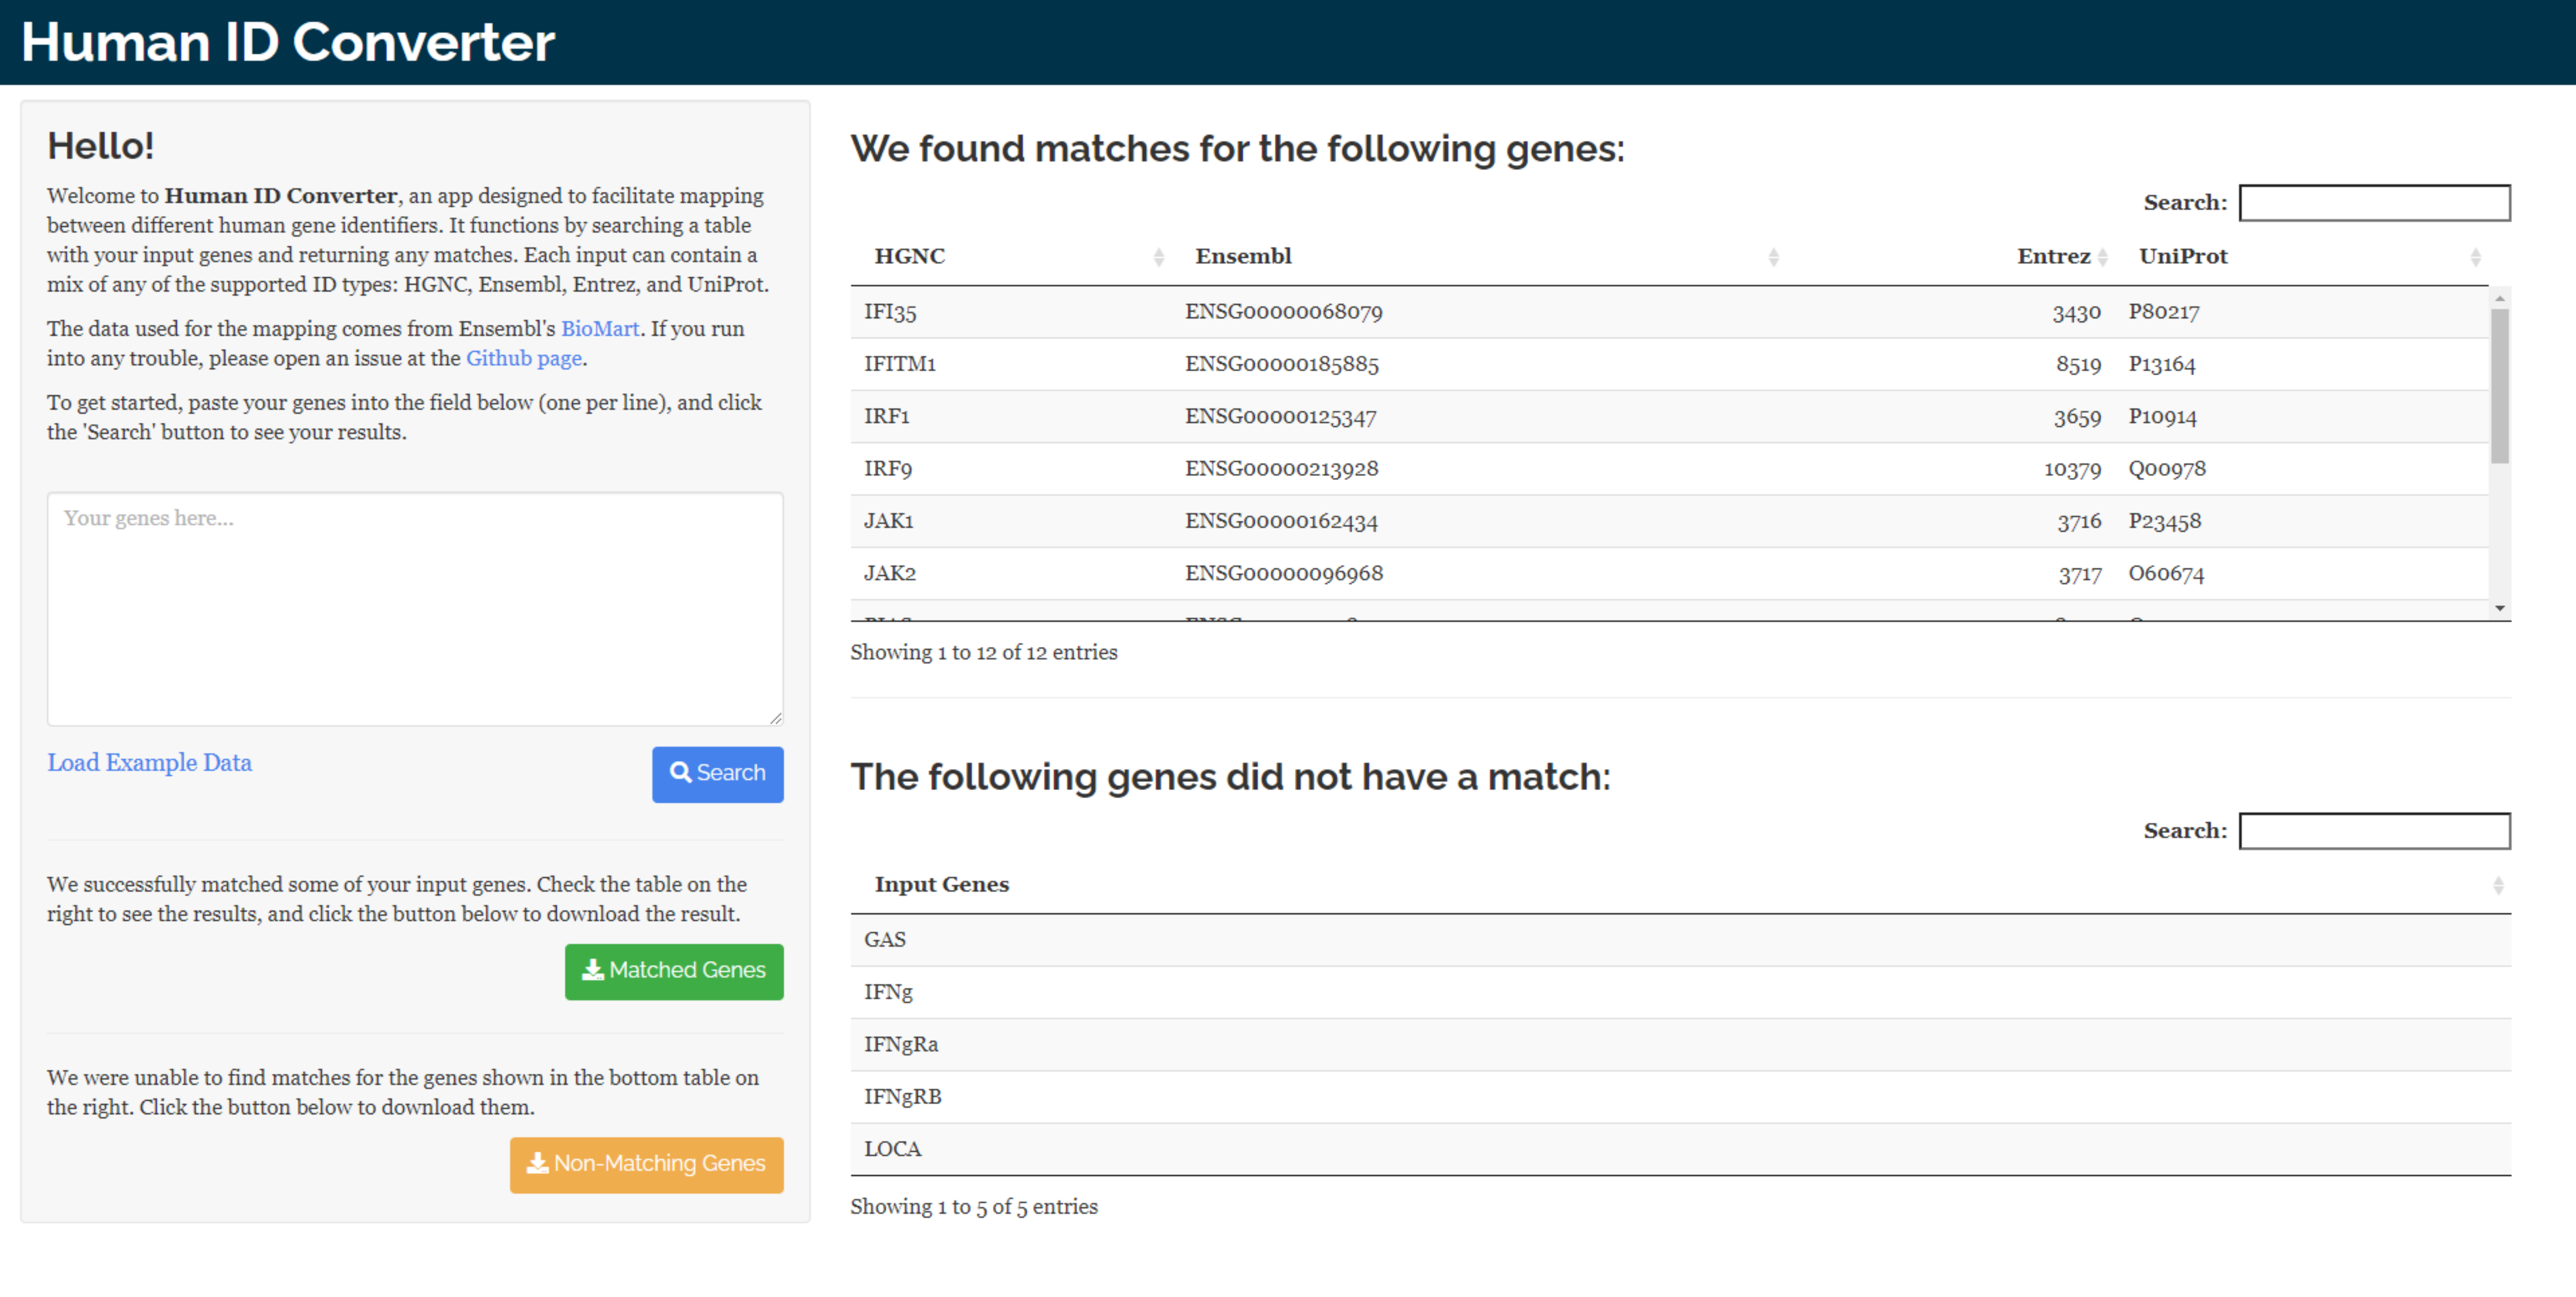 Human ID Converter
Hello!
Welcome to Human ID Converter, an app designed to facilitate mapping
between different human gene identifiers. It functions by searching a table
with your input genes and returning any matches. Each input can contain a
mix of any of the supported ID types: HGNC, Ensembl, Entrez, and UniProt.
The data used for the mapping comes from Ensembl's BioMart. If you run
into any trouble, please open an issue at the Github page.
To get started, paste your genes into the field below (one per line), and click
the 'Search' button to see your results.
Your genes here...
Load Example Data
Search
We successfully matched some of your input genes. Check the table on the
right to see the results, and click the button below to download the result.
Matched Genes
We were unable to find matches for the genes shown in the bottom table on
the right. Click the button below to download them.
Non-Matching Genes
We found matches for the following genes:
Search:
HGNC Ensembl Entrez UniProt
IFI35 ENSG00000068079 3430 P80217
IFITM1 ENSG00000185885 8519 P13164
IRF1 ENSG00000125347 3659 P10914
IRF9 ENSG00000213928 10379 Q00978
JAK1 ENSG00000162434 3716 P23458
JAK2 ENSG00000096968 3717 O60674
Showing 1 to 12 of 12 entries
The following genes did not have a match:
Search:
Input Genes
GAS
IFNg
IFNgRa
IFNgRB
LOCA
Showing 1 to 5 of 5 entries